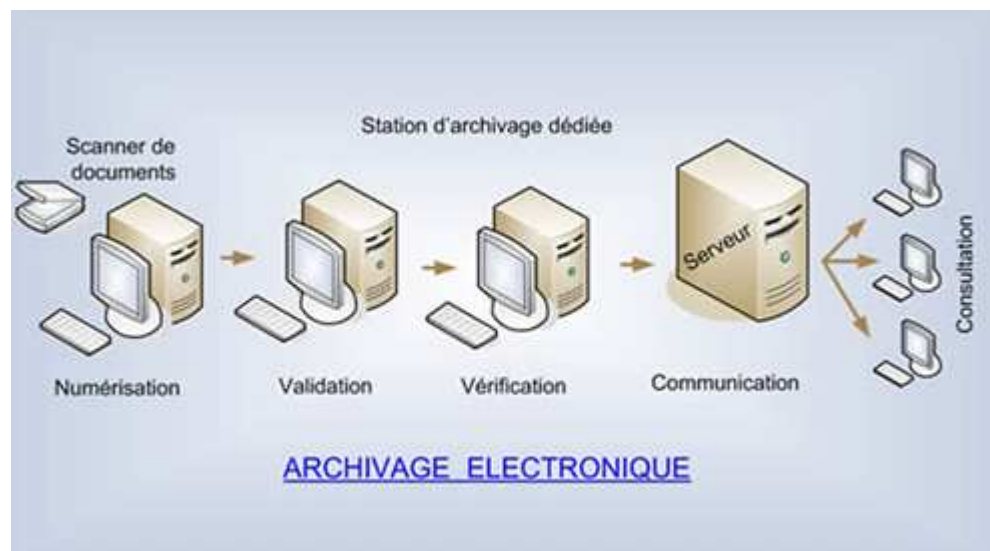 Station d'archivage dédiée
Scanner de
documents
Serveur
Consultation
Numérisation
Validation
Vérification
Communication
ARCHIVAGE ELECTRONIQUE